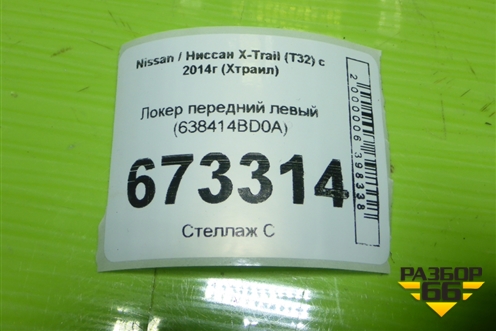 Nissan / Ниссан X-Trail (T32) с
2014г (Хтраил)
Локер передний левый
(638414BD0A)
673314
Стеллаж С
2000006398338
РАЗБОР
66